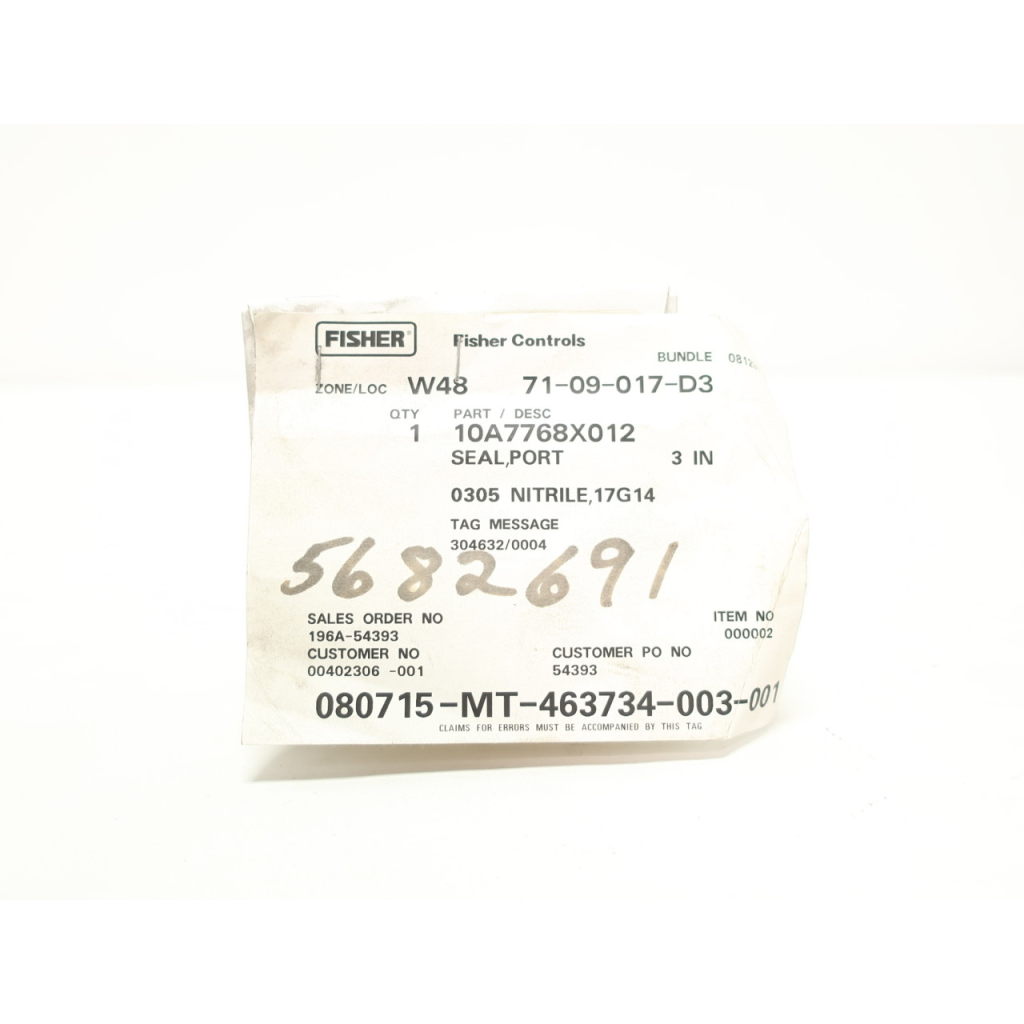 FISHER® Fisher Controls
BUNDLE
ZONE/LOC W48 71-09-017-D3
QTY PART / DESC
1 10A7768X012
SEAL,PORT 3 IN
0305 NITRILE,17G14
TAG MESSAGE
304632/0004
5682691
SALES ORDER NO ITEM NO
196A-54393 000002
CUSTOMER NO CUSTOMER PO NO
00402306 -001 54393
080715-MT-463734-003-001
CLAIMS FOR ERRORS MUST BE ACCOMPANIED BY THIS TAG